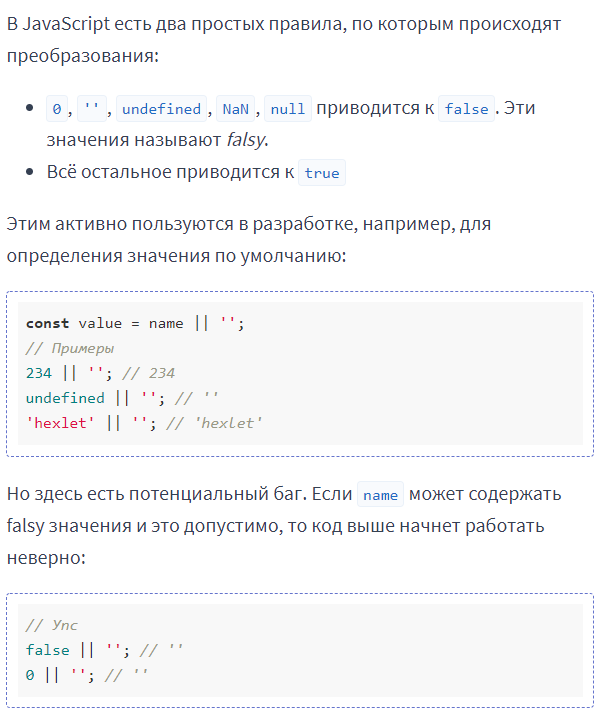 В JavaScript есть два простых правила, по которым происходят
преобразования:
• 0, '', undefined, NaN, null приводится к false. Эти
значения называют falsy.
• Всё остальное приводится к true
Этим активно пользуются в разработке, например, для
определения значения по умолчанию:
const value = name || '';
// Примеры
234 || ''; // 234
undefined || ''; // ''
'hexlet' || ''; // 'hexlet'
Но здесь есть потенциальный баг. Если name может содержать
falsy значения и это допустимо, то код выше начнет работать
неверно:
// Упс
false || ''; // ''
0 || ''; // ''